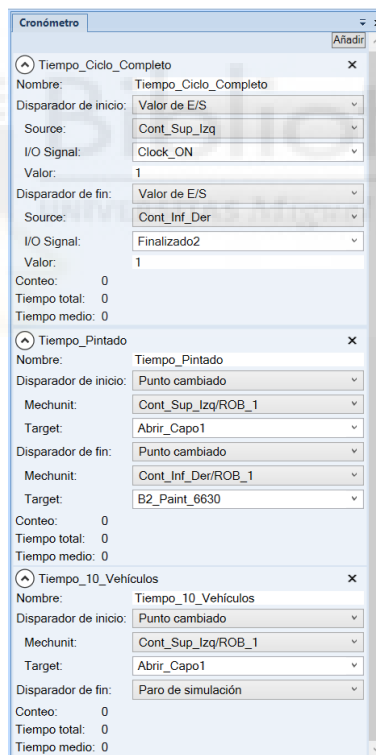 Cronómetro
Añadir
Tiempo_Ciclo_Completo
Nombre: Tiempo_Ciclo_Completo
Disparador de inicio: Valor de E/S
Source: Cont_Sup_Izq
I/O Signal: Clock_ON
Valor: 1
Disparador de fin: Valor de E/S
Source: Cont_Inf_Der
I/O Signal: Finalizado2
Valor: 1
Conteo: 0
Tiempo total: 0
Tiempo medio: 0
Tiempo_Pintado
Nombre: Tiempo_Pintado
Disparador de inicio: Punto cambiado
Mechunit: Cont_Sup_Izq/ROB_1
Target: Abrir_Capo1
Disparador de fin: Punto cambiado
Mechunit: Cont_Inf_Der/ROB_1
Target: B2_Paint_6630
Conteo: 0
Tiempo total: 0
Tiempo medio: 0
Tiempo_10_Vehículos
Nombre: Tiempo_10_Vehículos
Disparador de inicio: Punto cambiado
Mechunit: Cont_Sup_Izq/ROB_1
Target: Abrir_Capo1
Disparador de fin: Paro de simulación
Conteo: 0
Tiempo total: 0
Tiempo medio: 0